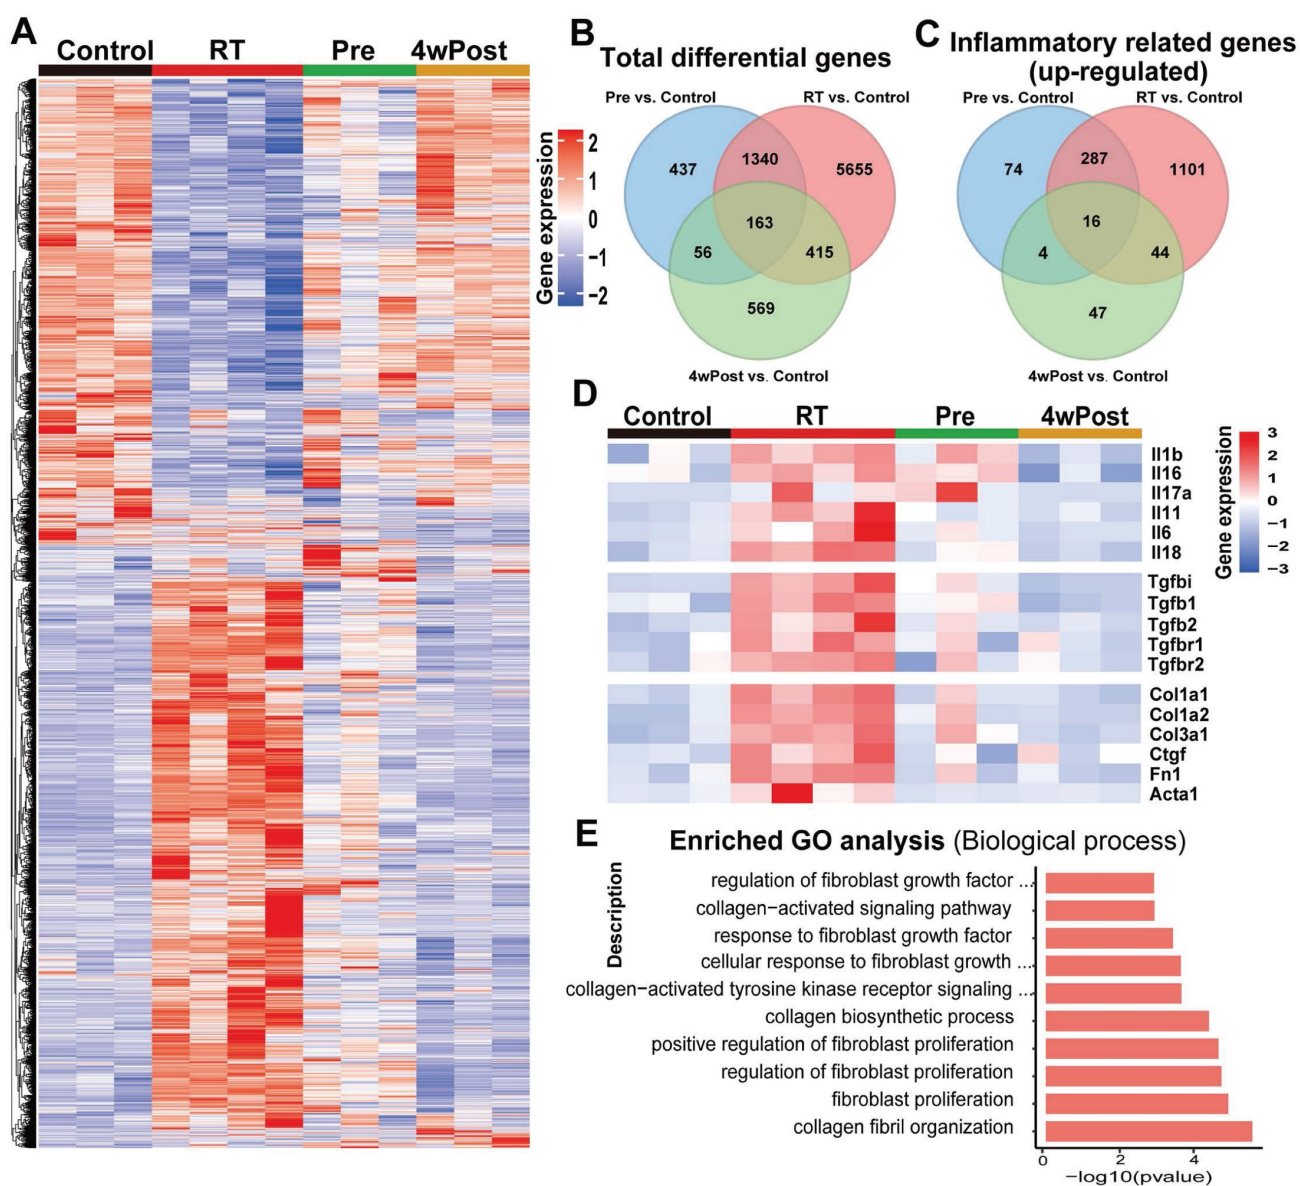 A
Control
RT
Pre
4wPost
Gene expression
2
1
0
−1
−2
B
Total differential genes
Pre vs. Control
RT vs. Control
437
1340
5655
163
56
415
569
4wPost vs. Control
C
Inflammatory related genes
(up-regulated)
Pre vs. Control
RT vs. Control
74
287
1101
16
4
44
47
4wPost vs. Control
D
Control
RT
Pre
4wPost
Il1b
Il16
Il17a
Il11
Il6
Il18
Tgfbi
Tgfb1
Tgfb2
Tgfbr1
Tgfbr2
Col1a1
Col1a2
Col3a1
Ctgf
Fn1
Acta1
Gene expression
3
2
1
0
−1
−2
−3
E
Enriched GO analysis (Biological process)
Description
regulation of fibroblast growth factor ...
collagen−activated signaling pathway
response to fibroblast growth factor
cellular response to fibroblast growth ...
collagen−activated tyrosine kinase receptor signaling ...
collagen biosynthetic process
positive regulation of fibroblast proliferation
regulation of fibroblast proliferation
fibroblast proliferation
collagen fibril organization
0
2
4
−log10(pvalue)